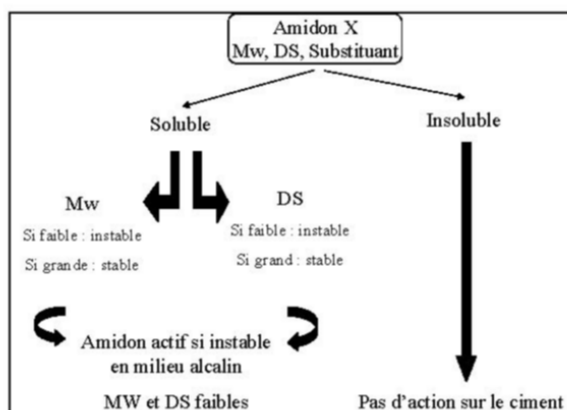 Amidon X
Mw, DS, Substituant
Soluble
Insoluble
Mw
Si faible : instable
Si grande : stable
DS
Si faible : instable
Si grand : stable
Amidon actif si instable
en milieu alcalin
MW et DS faibles
Pas d'action sur le ciment